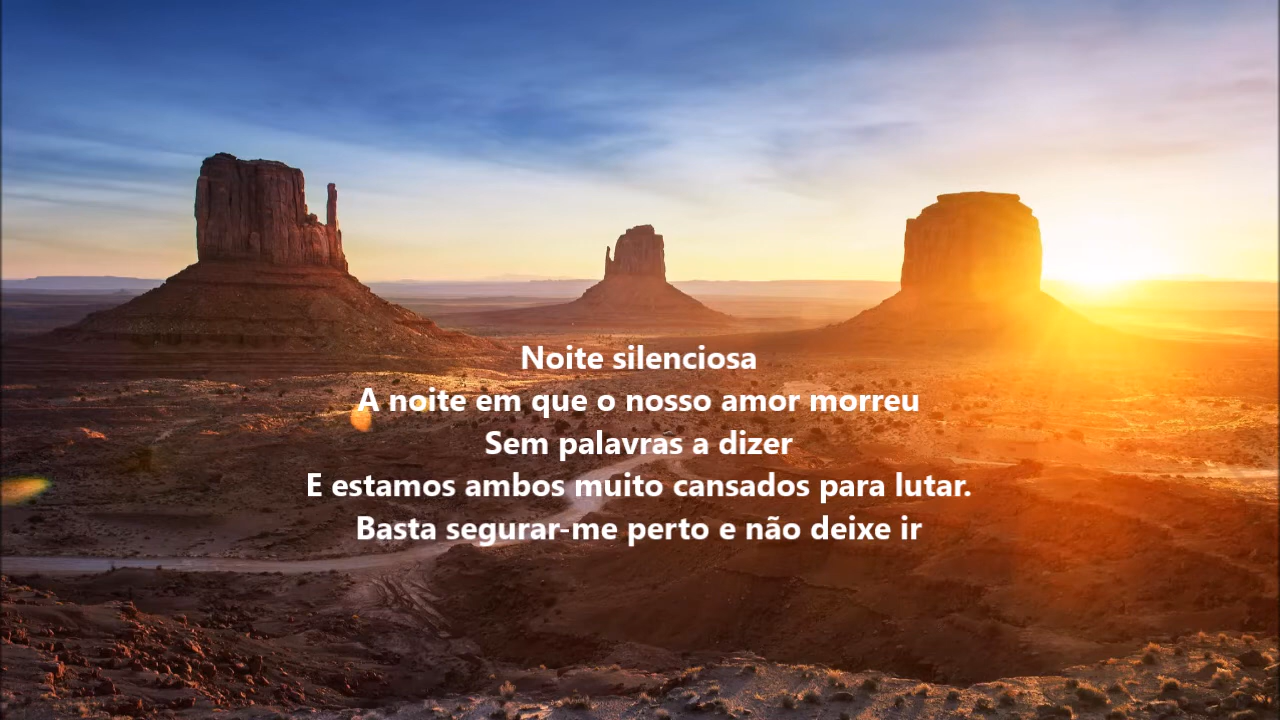 Noite silenciosa
A noite em que o nosso amor morreu
Sem palavras a dizer
E estamos ambos muito cansados para lutar.
Basta segurar-me perto e não deixe ir